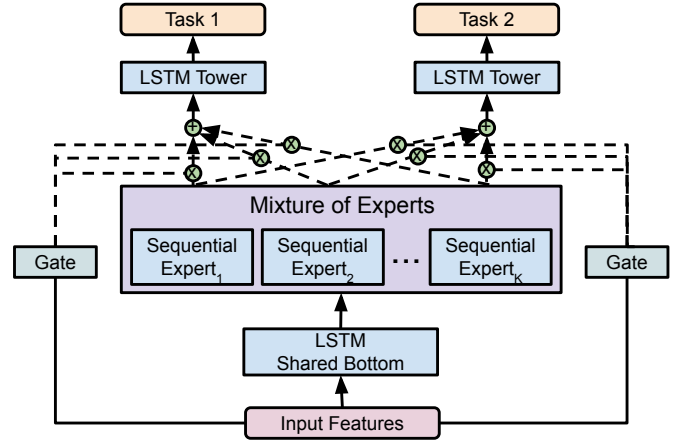 Task 1
Task 2
LSTM Tower
LSTM Tower
+
+
X
X
X
X
X
X
Mixture of Experts
Sequential
Expert1
Sequential
Expert2
...
Sequential
ExpertK
Gate
Gate
LSTM
Shared Bottom
Input Features